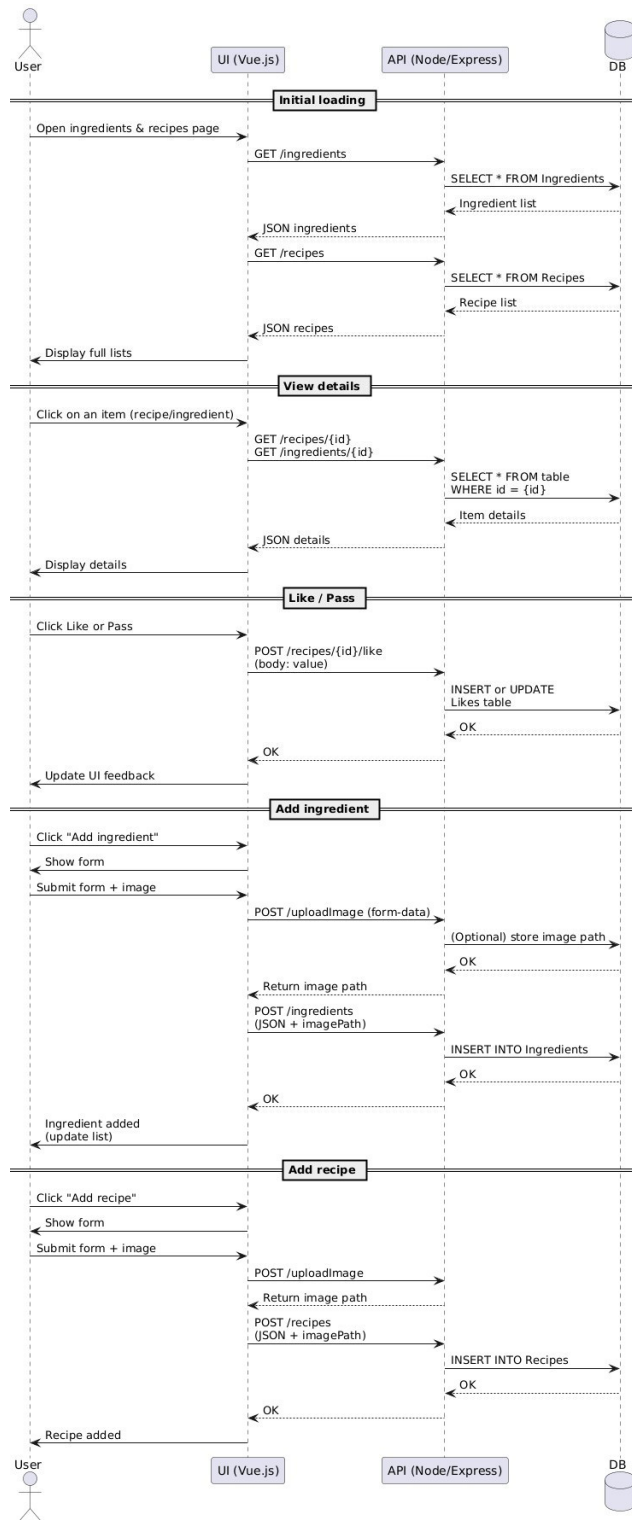 User
UI (Vue.js)
API (Node/Express)
DB
Initial loading
Open ingredients & recipes page
GET /ingredients
SELECT * FROM Ingredients
Ingredient list
JSON ingredients
GET /recipes
SELECT * FROM Recipes
Recipe list
JSON recipes
Display full lists
View details
Click on an item (recipe/ingredient)
GET /recipes/{id}
GET /ingredients/{id}
SELECT * FROM table
WHERE id = {id}
Item details
JSON details
Display details
Like / Pass
Click Like or Pass
POST /recipes/{id}/like
(body: value)
INSERT or UPDATE
Likes table
OK
OK
Update UI feedback
Add ingredient
Click "Add ingredient"
Show form
Submit form + image
POST /uploadImage (form-data)
(Optional) store image path
OK
Return image path
POST /ingredients
(JSON + imagePath)
INSERT INTO Ingredients
OK
OK
Ingredient added
(update list)
Add recipe
Click "Add recipe"
Show form
Submit form + image
POST /uploadImage
Return image path
POST /recipes
(JSON + imagePath)
INSERT INTO Recipes
OK
OK
Recipe added
User
UI (Vue.js)
API (Node/Express)
DB